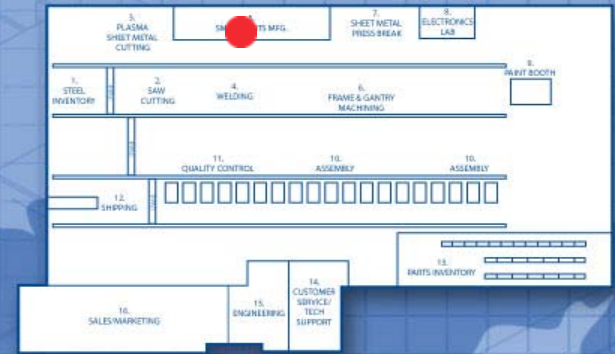 3.
PLASMA
SHEET METAL
CUTTING
MFG.
7.
SHEET METAL
PRESS BREAK
8.
ELECTRONICS
LAB
9.
PAINT BOOTH
1.
STEEL
INVENTORY
2.
SAW
CUTTING
4.
WELDING
6.
FRAME & GANTRY
MACHINING
11.
QUALITY CONTROL
10.
ASSEMBLY
10.
ASSEMBLY
12.
SHIPPING
13.
PARTS INVENTORY
14.
CUSTOMER
SERVICE/
TECH
SUPPORT
15.
ENGINEERING
16.
SALES/MARKETING